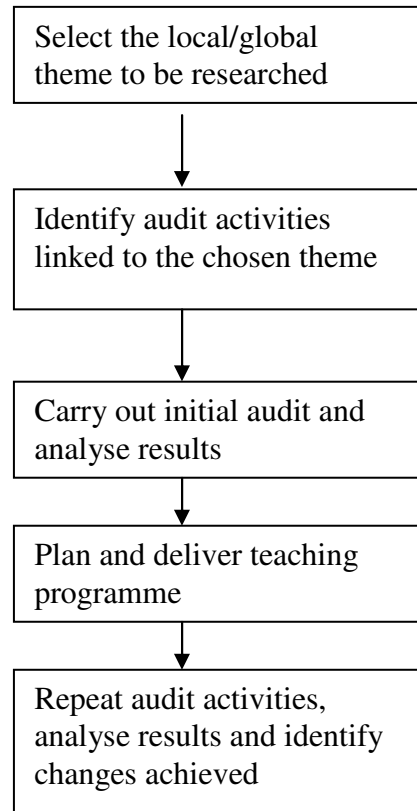 Select the local/global
theme to be researched
Identify audit activities
linked to the chosen theme
Carry out initial audit and
analyse results
Plan and deliver teaching
programme
Repeat audit activities,
analyse results and identify
changes achieved